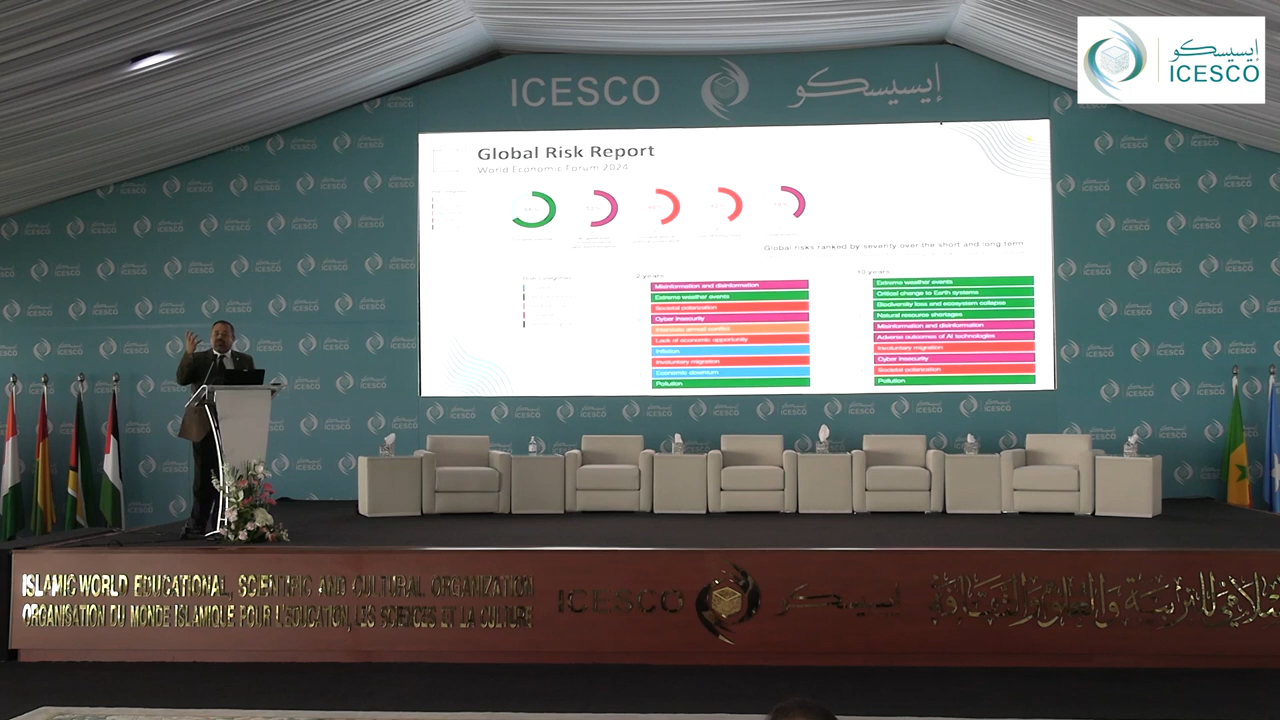 إيسيسكو
ICESCO
ICESCO
إيسيسكو
Global Risk Report
World Economic Forum 2024
Global risks ranked by severity over the short and long term
2 years
Misinformation and disinformation
Extreme weather events
Societal polarization
Cyber insecurity
Interstate armed conflict
Lack of economic opportunity
Inflation
Involuntary migration
Economic downturn
Pollution
10 years
Extreme weather events
Critical change to Earth systems
Biodiversity loss and ecosystem collapse
Natural resource shortages
Misinformation and disinformation
Adverse outcomes of AI technologies
Involuntary migration
Cyber insecurity
Societal polarization
Pollution
ISLAMIC WORLD EDUCATIONAL, SCIENTIFIC AND CULTURAL ORGANIZATION
ORGANISATION DU MONDE ISLAMIQUE POUR L'ÉDUCATION, LES SCIENCES ET LA CULTURE
ICESCO
إيسيسكو